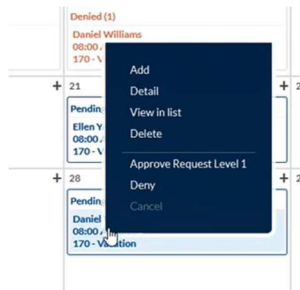 Denied (1)
Daniel Williams
08:00
170 - V
+ 21 +
Pendin
Ellen Y
08:00
170 - V
+ 28 +
Pendin
Daniel
08:00
170 - Vacation
Add
Detail
View in list
Delete
Approve Request Level 1
Deny
Cancel